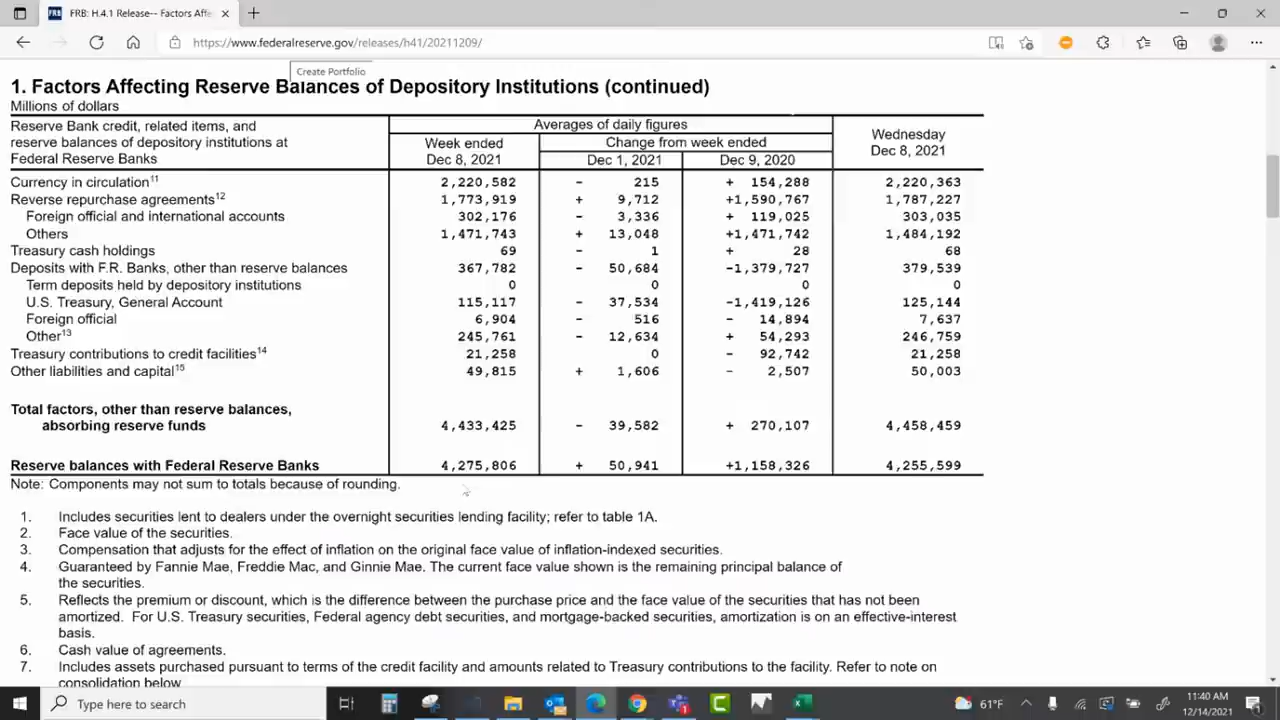 FRB: H.4.1 Release-- Factors Affe
https://www.federalreserve.gov/releases/h41/20211209/
Create Portfolio
1. Factors Affecting Reserve Balances of Depository Institutions (continued)
Millions of dollars
Reserve Bank credit, related items, and reserve balances of depository institutions at Federal Reserve Banks
Averages of daily figures
Wednesday Dec 8, 2021
Week ended Dec 8, 2021
Change from week ended
Dec 1, 2021 Dec 9, 2020
Currency in circulation11 2,220,582 - 215 + 154,288 2,220,363
Reverse repurchase agreements12 1,773,919 + 9,712 +1,590,767 1,787,227
Foreign official and international accounts 302,176 - 3,336 + 119,025 303,035
Others 1,471,743 + 13,048 +1,471,742 1,484,192
Treasury cash holdings 69 - 1 + 28 68
Deposits with F.R. Banks, other than reserve balances 367,782 - 50,684 -1,379,727 379,539
Term deposits held by depository institutions 0 0 0 0
U.S. Treasury, General Account 115,117 - 37,534 -1,419,126 125,144
Foreign official 6,904 - 516 - 14,894 7,637
Other13 245,761 - 12,634 + 54,293 246,759
Treasury contributions to credit facilities14 21,258 0 - 92,742 21,258
Other liabilities and capital15 49,815 + 1,606 - 2,507 50,003
Total factors, other than reserve balances,
absorbing reserve funds 4,433,425 - 39,582 + 270,107 4,458,459
Reserve balances with Federal Reserve Banks 4,275,806 + 50,941 +1,158,326 4,255,599
Note: Components may not sum to totals because of rounding.
1. Includes securities lent to dealers under the overnight securities lending facility; refer to table 1A.
2. Face value of the securities.
3. Compensation that adjusts for the effect of inflation on the original face value of inflation-indexed securities.
4. Guaranteed by Fannie Mae, Freddie Mac, and Ginnie Mae. The current face value shown is the remaining principal balance of
the securities.
5. Reflects the premium or discount, which is the difference between the purchase price and the face value of the securities that has not been
amortized. For U.S. Treasury securities, Federal agency debt securities, and mortgage-backed securities, amortization is on an effective-interest
basis.
6. Cash value of agreements.
7. Includes assets purchased pursuant to terms of the credit facility and amounts related to Treasury contributions to the facility. Refer to note on
consolidation below
Type here to search
61°F
11:40 AM
12/14/2021